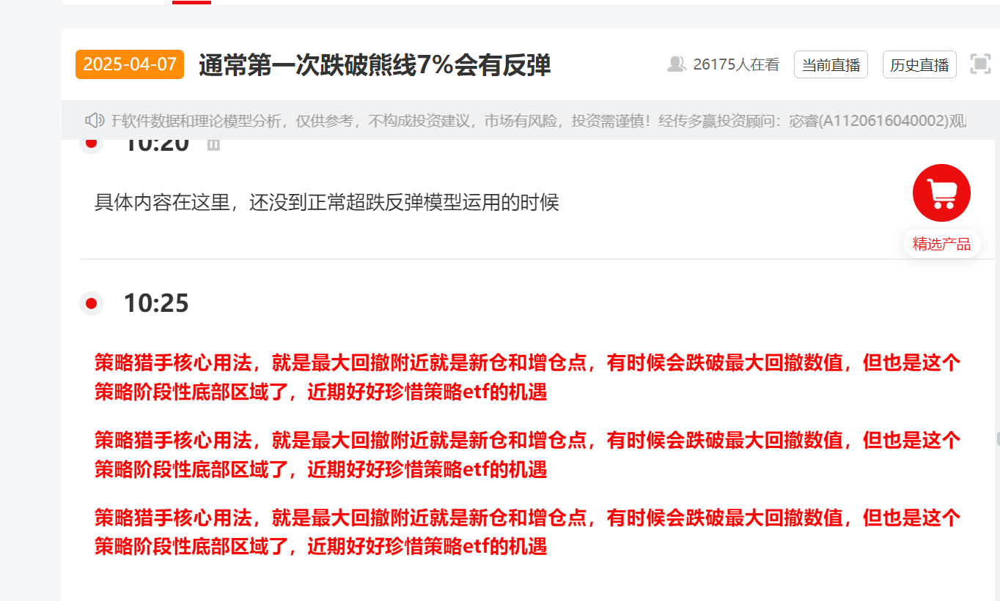 2025-04-07 通常第一次跌破熊线7%会有反弹 26175人在看 当前直播 历史直播
软件数据和理论模型分析，仅供参考，不构成投资建议，市场有风险，投资需谨慎！经传多赢投资顾问：宓睿(A1120616040002)观
10:20
具体内容在这里，还没到正常超跌反弹模型运用的时候
精选产品
10:25
策略猎手核心用法，就是最大回撤附近就是新仓和增仓点，有时候会跌破最大回撤数值，但也是这个
策略阶段性底部区域了，近期好好珍惜策略etf的机遇
策略猎手核心用法，就是最大回撤附近就是新仓和增仓点，有时候会跌破最大回撤数值，但也是这个
策略阶段性底部区域了，近期好好珍惜策略etf的机遇
策略猎手核心用法，就是最大回撤附近就是新仓和增仓点，有时候会跌破最大回撤数值，但也是这个
策略阶段性底部区域了，近期好好珍惜策略etf的机遇